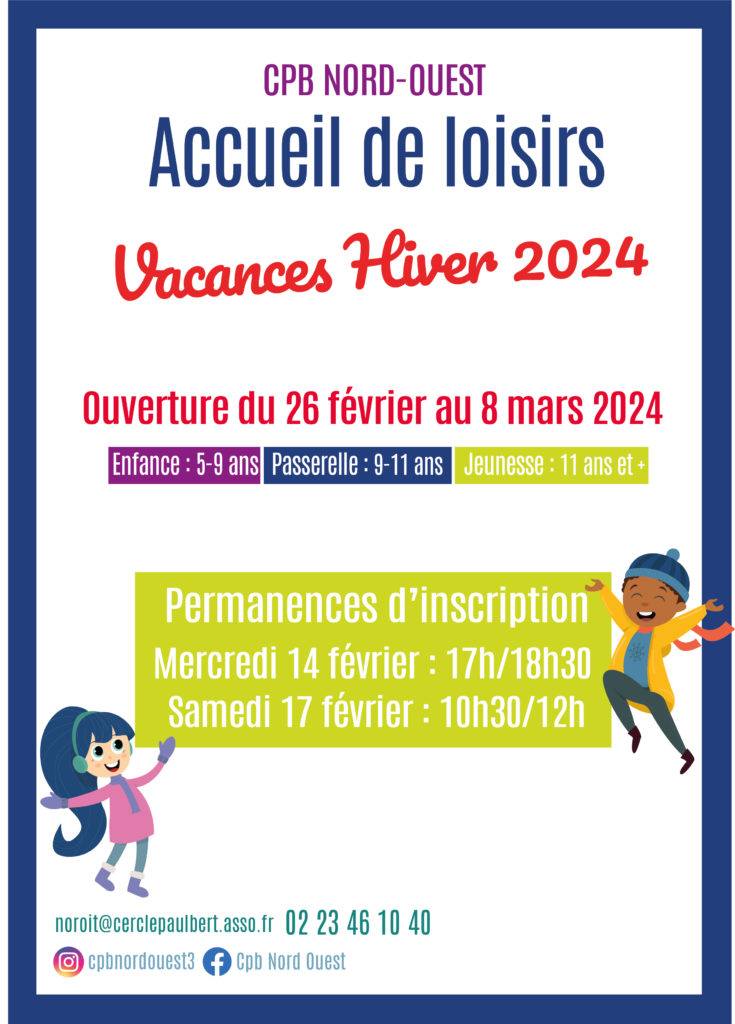 CPB NORD-OUEST
Accueil de loisirs
Vacances Hiver 2024
Ouverture du 26 février au 8 mars 2024
Enfance : 5-9 ans Passerelle : 9-11 ans Jeunesse : 11 ans et +
Permanences d'inscription
Mercredi 14 février : 17h/18h30
Samedi 17 février : 10h30/12h
noroit@cerclepaulbert.asso.fr 02 23 46 10 40
cpbnordouest3 Cpb Nord Ouest